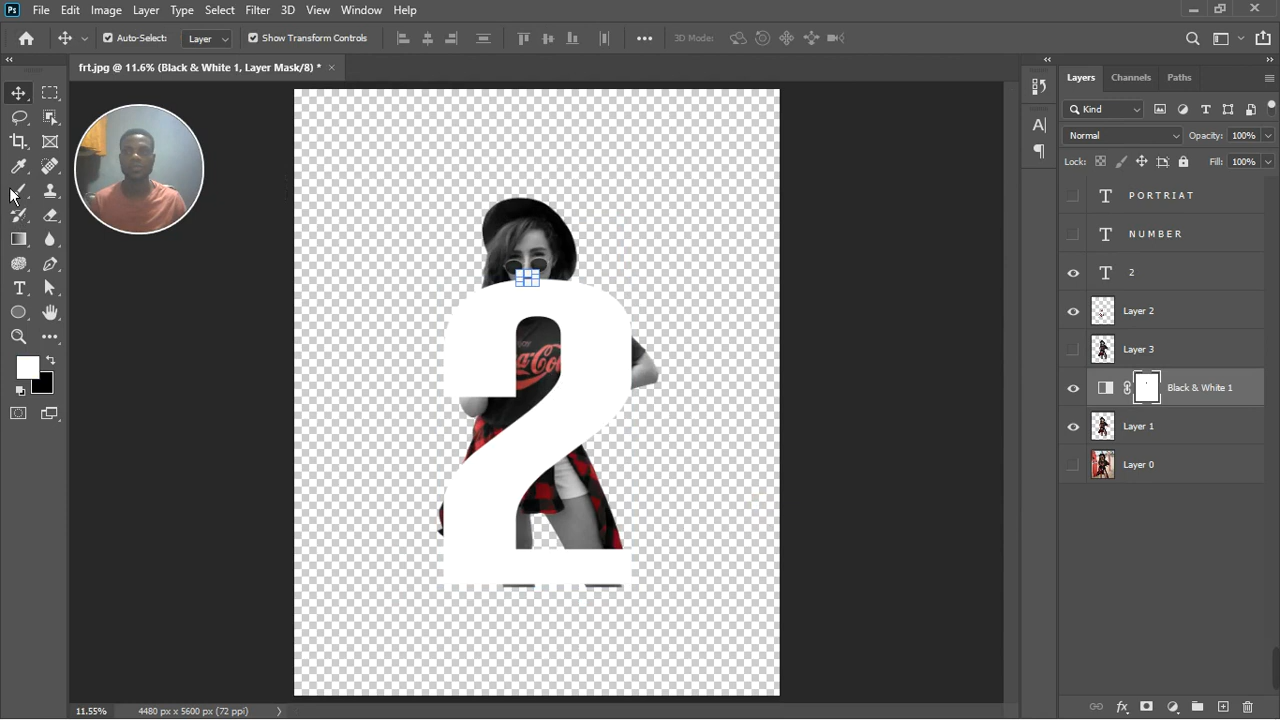 Ps File Edit Image Layer Type Select Filter 3D View Window Help
Auto-Select: Layer Show Transform Controls 3D Mode:
frt.jpg @ 11.6% (Black & White 1, Layer Mask/8) *
Layers Channels Paths
Kind
Normal Opacity: 100%
Lock: Fill: 100%
T PORTRIAT
T NUMBER
T 2
Layer 2
Layer 3
Black & White 1
Layer 1
Layer 0
2
11.55% 4480 px x 5600 px (72 ppi)